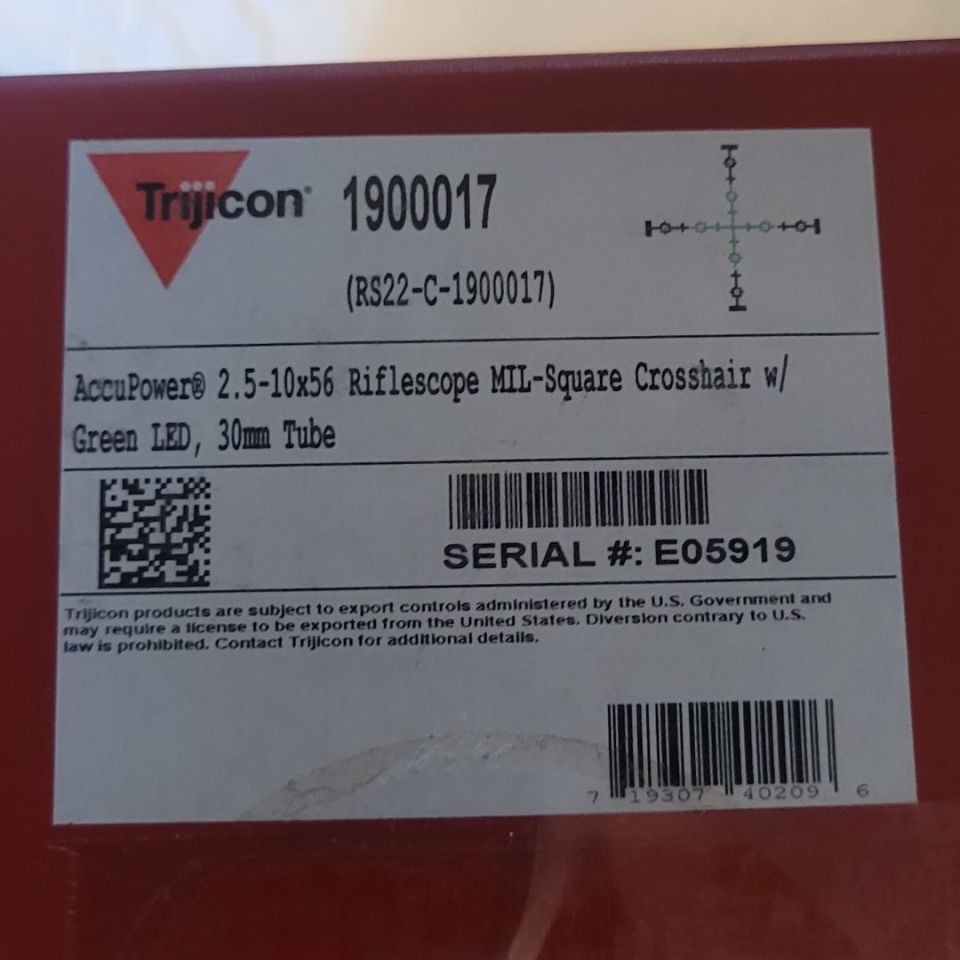 Trijicon®
1900017
(RS22-C-1900017)
AccuPower® 2.5-10x56 Riflescope MIL-Square Crosshair w/
Green LED, 30mm Tube
SERIAL #: E05919
Trijicon products are subject to export controls administered by the U.S. Government and
may require a license to be exported from the United States. Diversion contrary to U.S.
law is prohibited. Contact Trijicon for additional details.
7 19307 40209 6